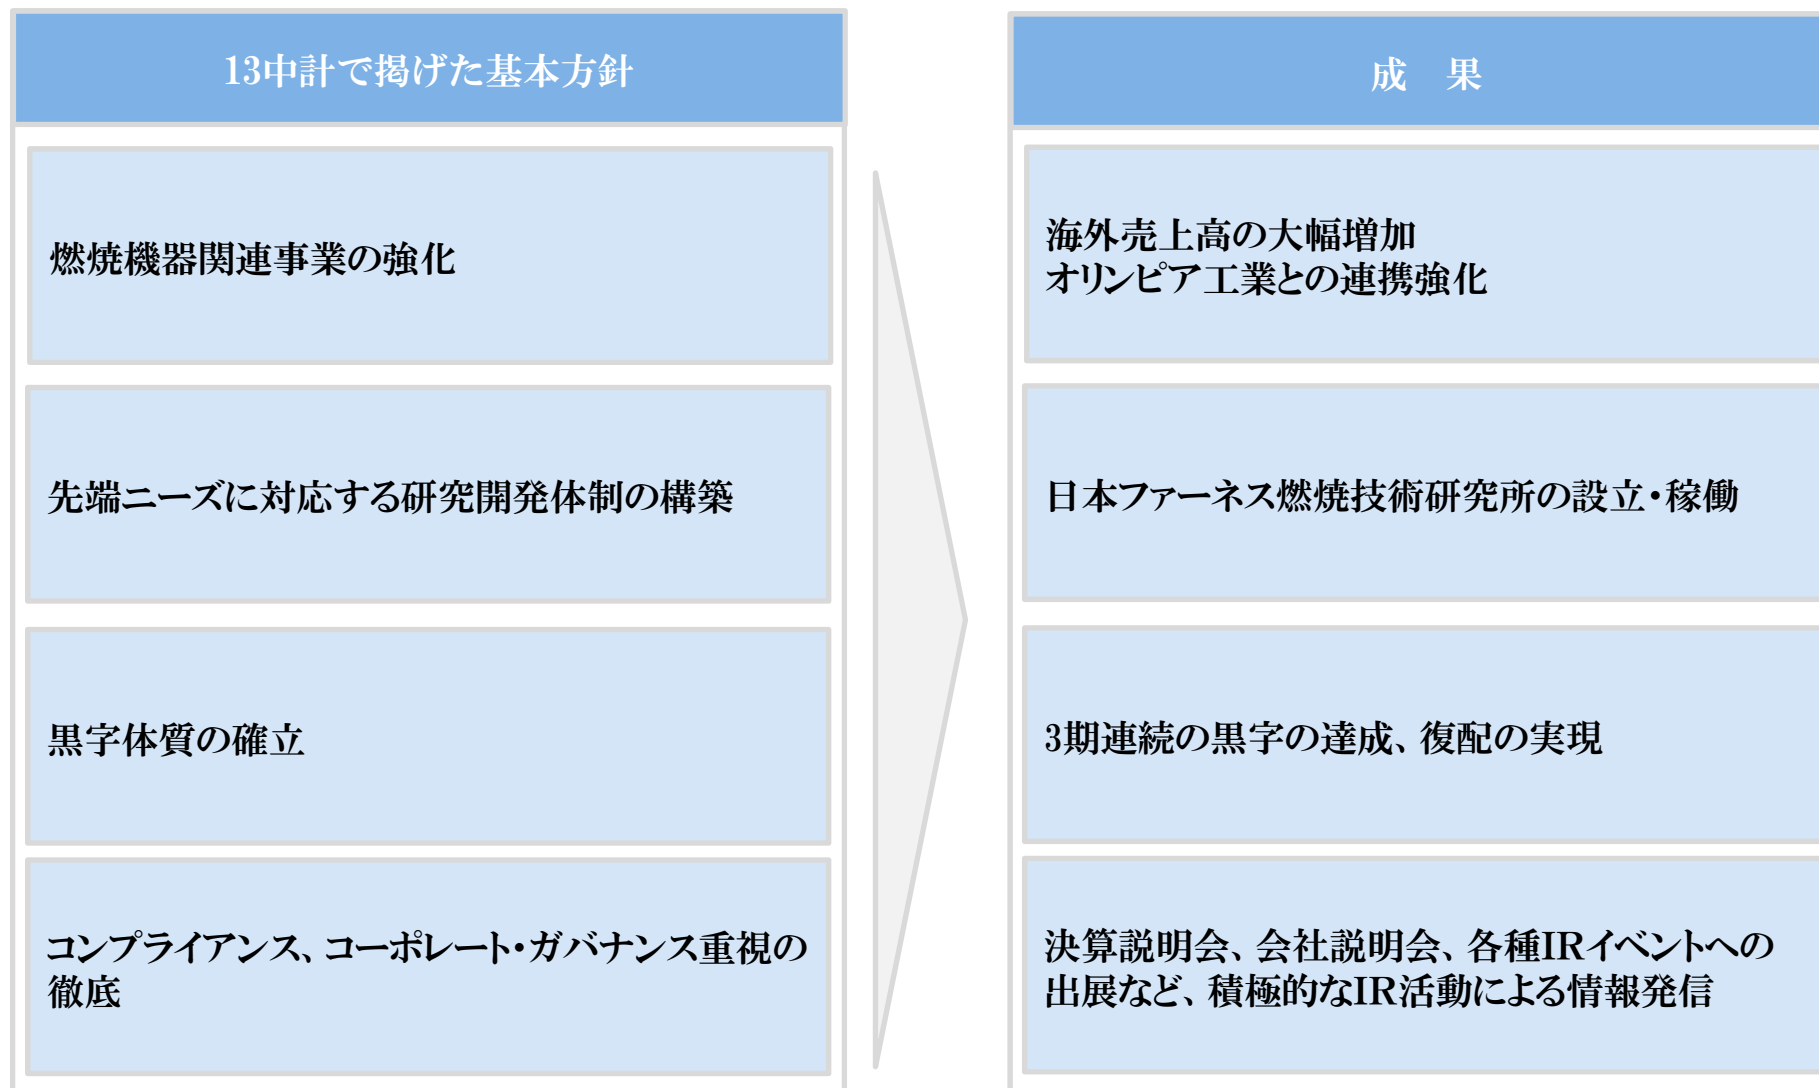 13中計で掲げた基本方針
燃焼機器関連事業の強化
先端ニーズに対応する研究開発体制の構築
黒字体質の確立
コンプライアンス、コーポレート・ガバナンス重視の
徹底
成　果
海外売上高の大幅増加
オリンピア工業との連携強化
日本ファーネス燃焼技術研究所の設立・稼働
3期連続の黒字の達成、復配の実現
決算説明会、会社説明会、各種IRイベントへの
出展など、積極的なIR活動による情報発信